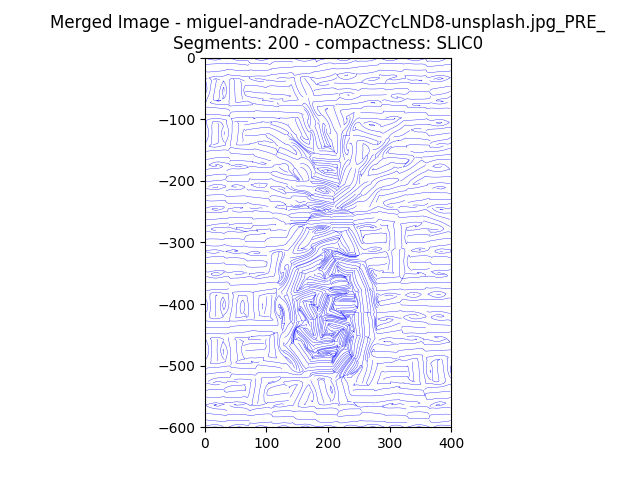 Merged Image - miguel-andrade-nAOZCYcLND8-unsplash.jpg_PRE_
Segments: 200 - compactness: SLIC0
0
−100
−200
−300
−400
−500
−600
0 100 200 300 400